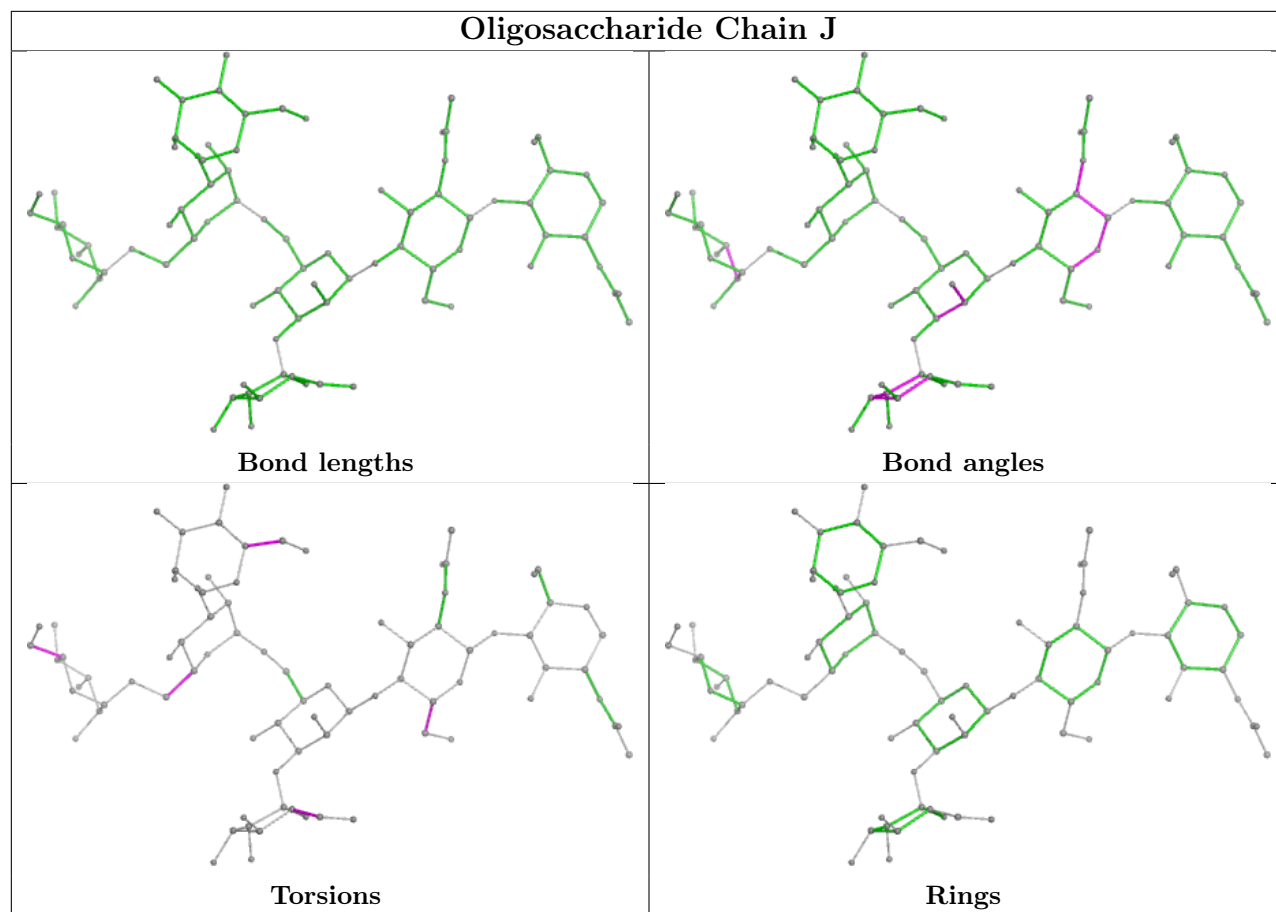 Oligosaccharide Chain J
Bond lengths
Bond angles
Torsions
Rings